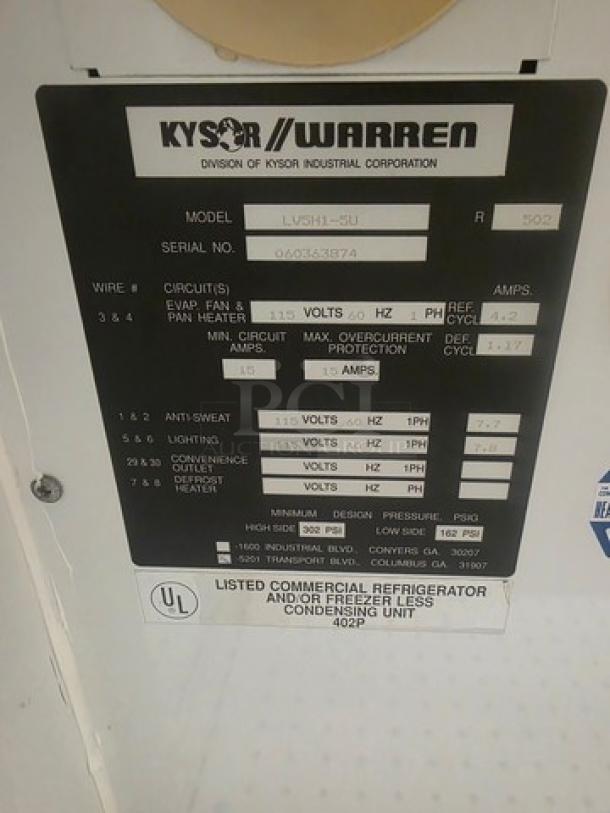 KYSOR//WARREN
DIVISION OF KYSOR INDUSTRIAL CORPORATION
MODEL LV5H1-5U R 502
SERIAL NO. 060363874
WIRE # CIRCUIT(S) AMPS.
3 & 4 EVAP. FAN & PAN HEATER 115 VOLTS 60 HZ 1 PH REF. CYCL 4.2
MIN. CIRCUIT AMPS. MAX. OVERCURRENT PROTECTION DEF. CYCL 1.17
15 15 AMPS.
1 & 2 ANTI-SWEAT 115 VOLTS 60 HZ 1PH 7.7
5 & 6 LIGHTING 115 VOLTS 60 HZ 1PH 7.8
29 & 30 CONVENIENCE OUTLET VOLTS HZ 1PH
7 & 8 DEFROST HEATER VOLTS HZ PH
MINIMUM DESIGN PRESSURE PSIG
HIGH SIDE 302 PSI LOW SIDE 162 PSI
-1600 INDUSTRIAL BLVD., CONYERS GA. 30207
-5201 TRANSPORT BLVD., COLUMBUS GA. 31907
UL
LISTED COMMERCIAL REFRIGERATOR
AND/OR FREEZER LESS
CONDENSING UNIT
402P
PCI
AUCTION GROUP